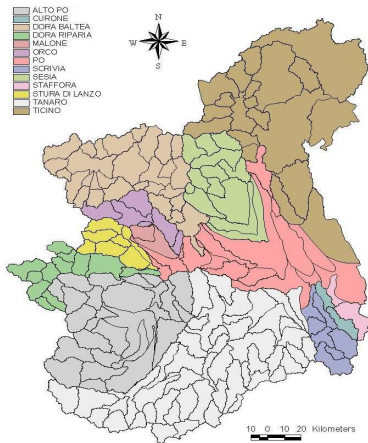 ALTO PO
CURONE
DORA BALTEA
DORA RIPARIA
MALONE
ORCO
PO
SCRIVIA
SESIA
STAFFORA
STURA DI LANZO
TANARO
TICINO
N
W E
S
10 0 10 20 Kilometers